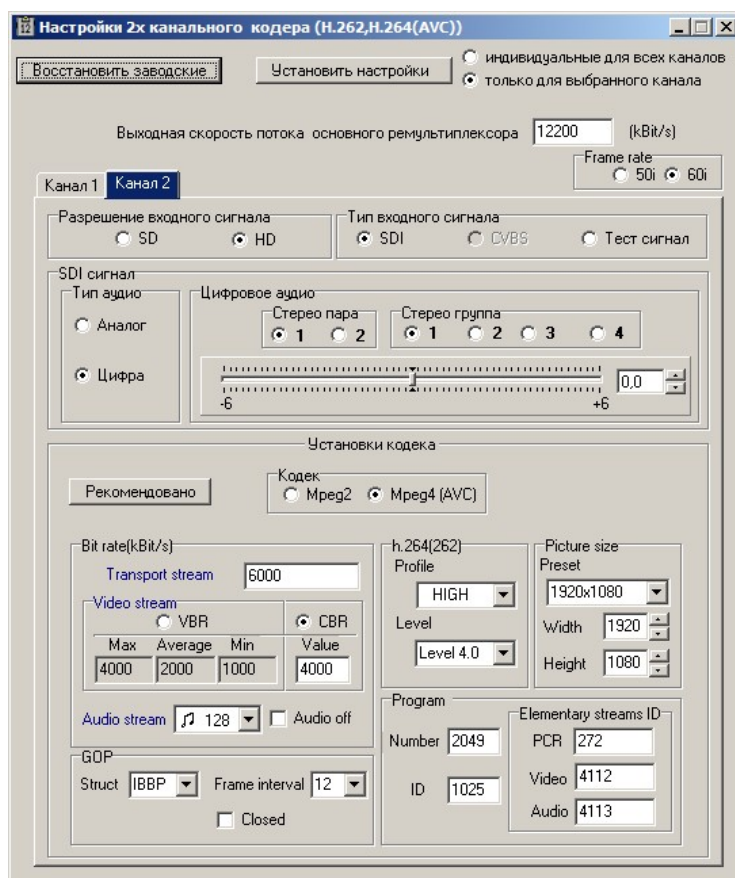 Настройки 2х канального кодера (H.262,H.264(AVC))
Восстановить заводские
Установить настройки
индивидуальные для всех каналов
только для выбранного канала
Выходная скорость потока основного ремультиплексора 12200 (kBit/s)
Frame rate
50i 60i
Канал 1 Канал 2
Разрешение входного сигнала
SD HD
Тип входного сигнала
SDI CVBS Тест сигнал
SDI сигнал
Тип аудио
Аналог
Цифра
Цифровое аудио
Стерео пара
1 2
Стерео группа
1 2 3 4
-6 +6
0,0
Установки кодека
Рекомендовано
Кодек
Mpeg2 Mpeg4 (AVC)
Bit rate(kBit/s)
Transport stream 6000
Video stream
VBR CBR
Max Average Min Value
4000 2000 1000 4000
Audio stream 128 Audio off
GOP
Struct IBBP Frame interval 12
Closed
h.264(262)
Profile
HIGH
Level
Level 4.0
Picture size
Preset
1920x1080
Width 1920
Height 1080
Program
Number 2049
ID 1025
Elementary streams ID
PCR 272
Video 4112
Audio 4113